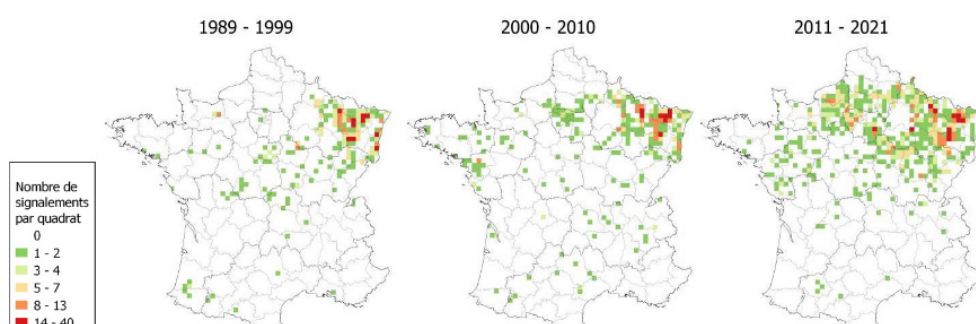 1989 - 1999
2000 - 2010
2011 - 2021
Nombre de
signalements
par quadrat
0
1 - 2
3 - 4
5 - 7
8 - 13
14 - 40